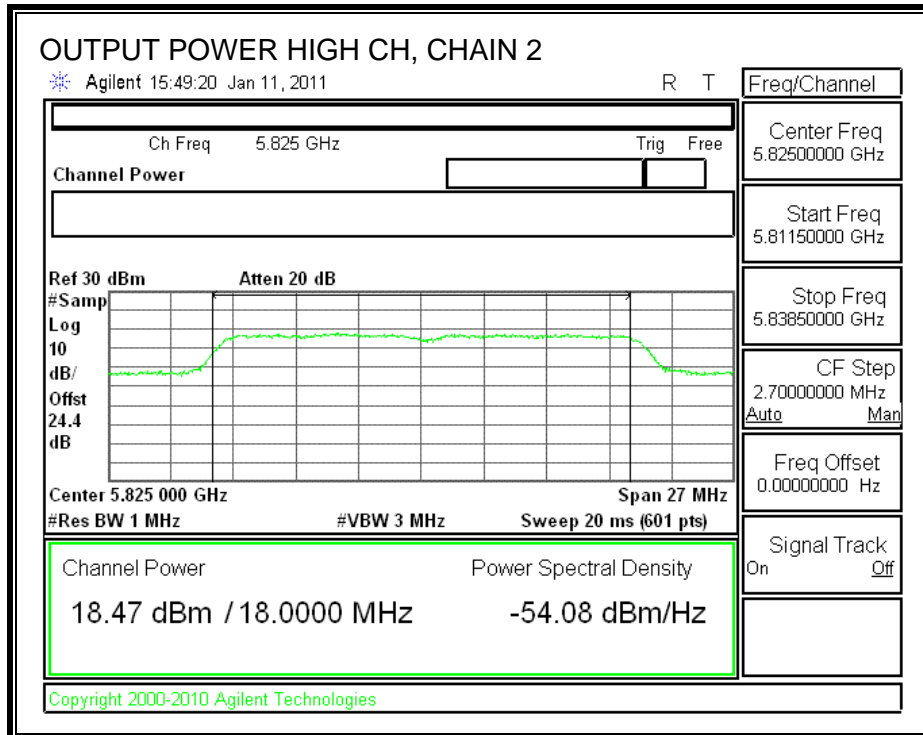 OUTPUT POWER HIGH CH, CHAIN 2
Agilent 15:49:20 Jan 11, 2011 R T
Freq/Channel
Ch Freq 5.825 GHz Trig Free
Channel Power
Center Freq
5.82500000 GHz
Start Freq
5.81150000 GHz
Ref 30 dBm Atten 20 dB
#Samp
Log
10
dB/
Offst
24.4
dB
Stop Freq
5.83850000 GHz
CF Step
2.70000000 MHz
Auto Man
Center 5.825 000 GHz Span 27 MHz
#Res BW 1 MHz #VBW 3 MHz Sweep 20 ms (601 pts)
Freq Offset
0.00000000 Hz
Channel Power Power Spectral Density
18.47 dBm / 18.0000 MHz -54.08 dBm/Hz
Signal Track
On Off
Copyright 2000-2010 Agilent Technologies